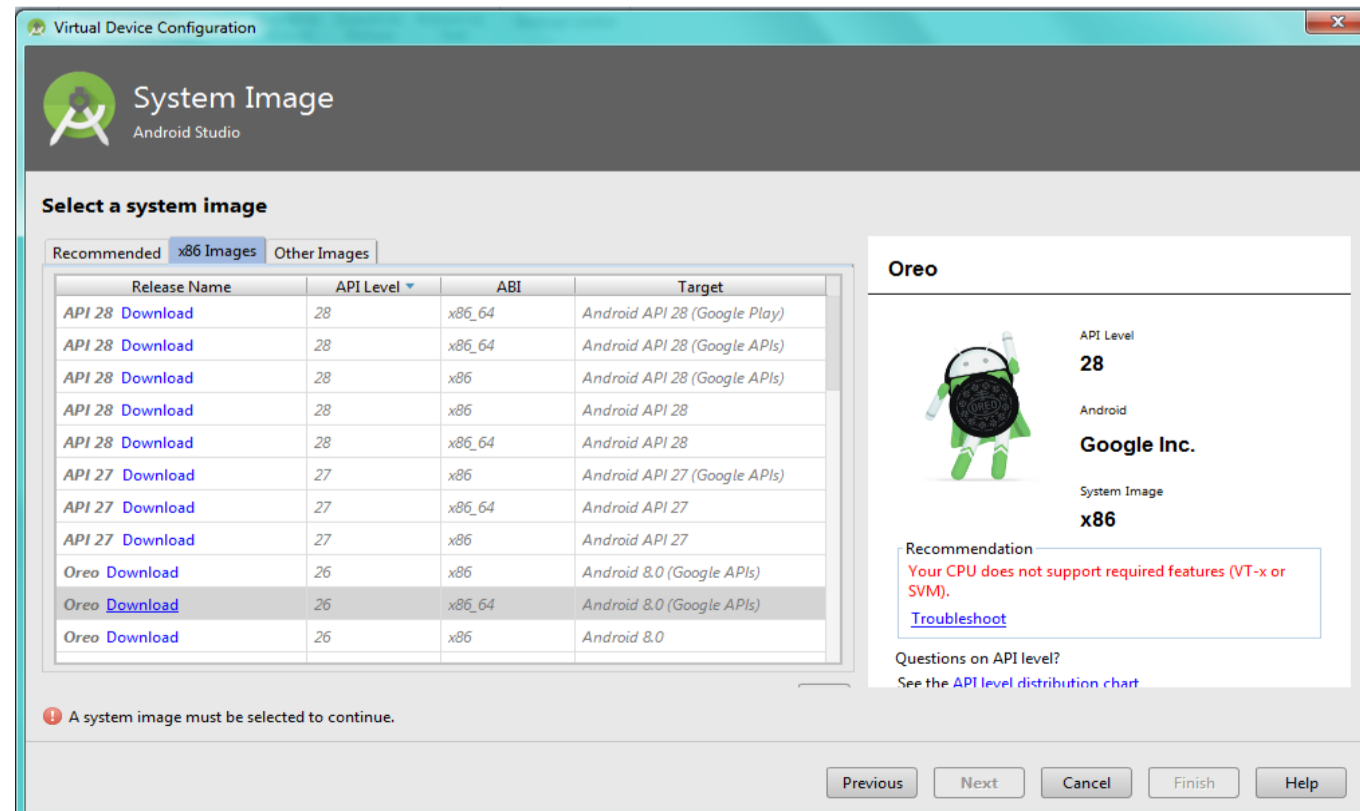 Virtual Device Configuration
System Image
Android Studio
Select a system image
Recommended x86 Images Other Images
Release Name API Level ABI Target
API 28 Download 28 x86_64 Android API 28 (Google Play)
API 28 Download 28 x86_64 Android API 28 (Google APIs)
API 28 Download 28 x86 Android API 28 (Google APIs)
API 28 Download 28 x86 Android API 28
API 28 Download 28 x86_64 Android API 28
API 27 Download 27 x86 Android API 27 (Google APIs)
API 27 Download 27 x86_64 Android API 27
API 27 Download 27 x86 Android API 27
Oreo Download 26 x86 Android 8.0 (Google APIs)
Oreo Download 26 x86_64 Android 8.0 (Google APIs)
Oreo Download 26 x86 Android 8.0
Oreo
OREO
API Level
28
Android
Google Inc.
System Image
x86
Recommendation
Your CPU does not support required features (VT-x or
SVM).
Troubleshoot
Questions on API level?
See the API level distribution chart
A system image must be selected to continue.
Previous Next Cancel Finish Help